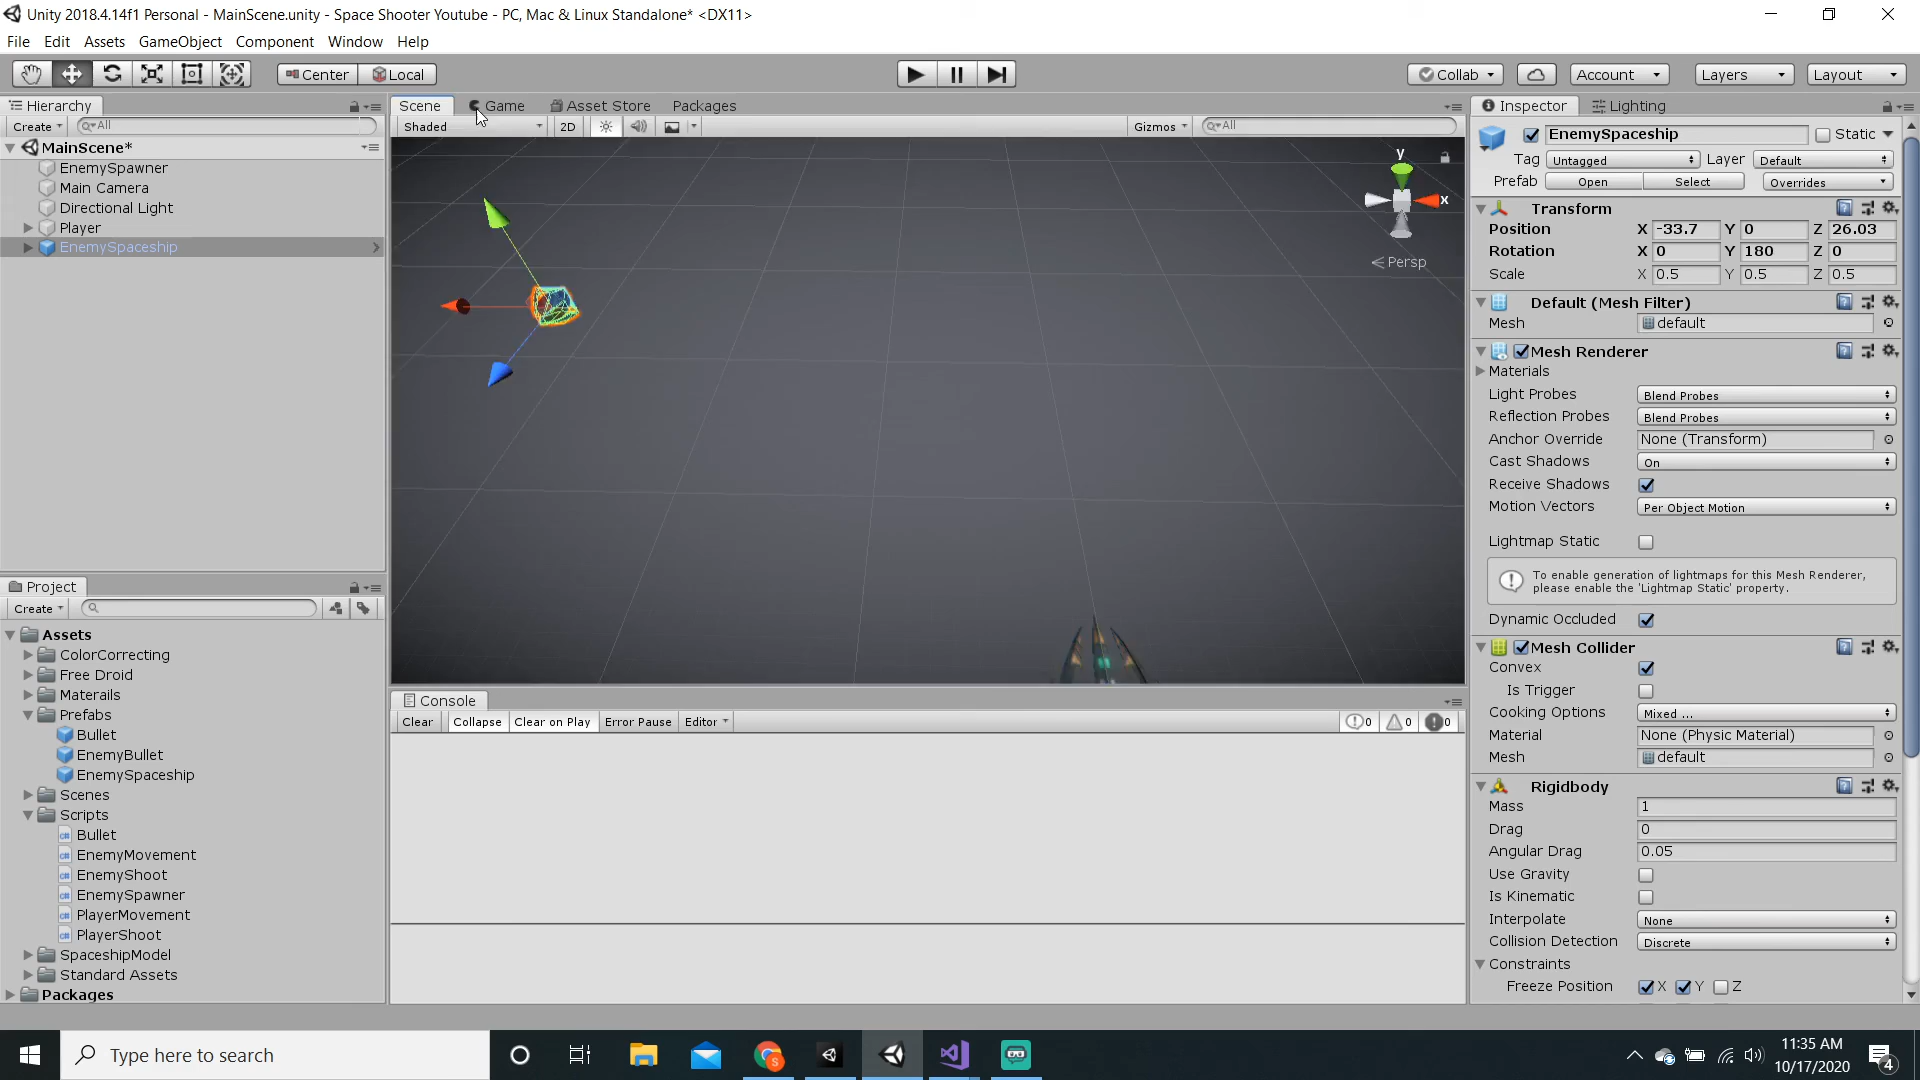 Unity 2018.4.14f1 Personal - MainScene.unity - Space Shooter Youtube - PC, Mac & Linux Standalone* <DX11>
File Edit Assets GameObject Component Window Help
Center Local Collab Account Layers Layout
Hierarchy Scene Game Asset Store Packages Inspector Lighting
Create All Shaded 2D Gizmos All
EnemySpaceship Static
MainScene*
EnemySpawner
Main Camera
Directional Light
Player
EnemySpaceship
y
x
Persp
Tag Untagged Layer Default
Prefab Open Select Overrides
Transform
Position X -33.7 Y 0 Z 26.03
Rotation X 0 Y 180 Z 0
Scale X 0.5 Y 0.5 Z 0.5
Default (Mesh Filter)
Mesh default
Mesh Renderer
Materials
Light Probes Blend Probes
Reflection Probes Blend Probes
Anchor Override None (Transform)
Cast Shadows On
Receive Shadows
Motion Vectors Per Object Motion
Lightmap Static
To enable generation of lightmaps for this Mesh Renderer,
please enable the 'Lightmap Static' property.
Dynamic Occluded
Mesh Collider
Convex
Is Trigger
Cooking Options Mixed ...
Material None (Physic Material)
Mesh default
Rigidbody
Mass 1
Drag 0
Angular Drag 0.05
Use Gravity
Is Kinematic
Interpolate None
Collision Detection Discrete
Constraints
Freeze Position X Y Z
Project
Create
Assets
ColorCorrecting
Free Droid
Materails
Prefabs
Bullet
EnemyBullet
EnemySpaceship
Scenes
Scripts
Bullet
EnemyMovement
EnemyShoot
EnemySpawner
PlayerMovement
PlayerShoot
SpaceshipModel
Standard Assets
Packages
Console
Clear Collapse Clear on Play Error Pause Editor 0 0 0
Type here to search
11:35 AM
10/17/2020
4